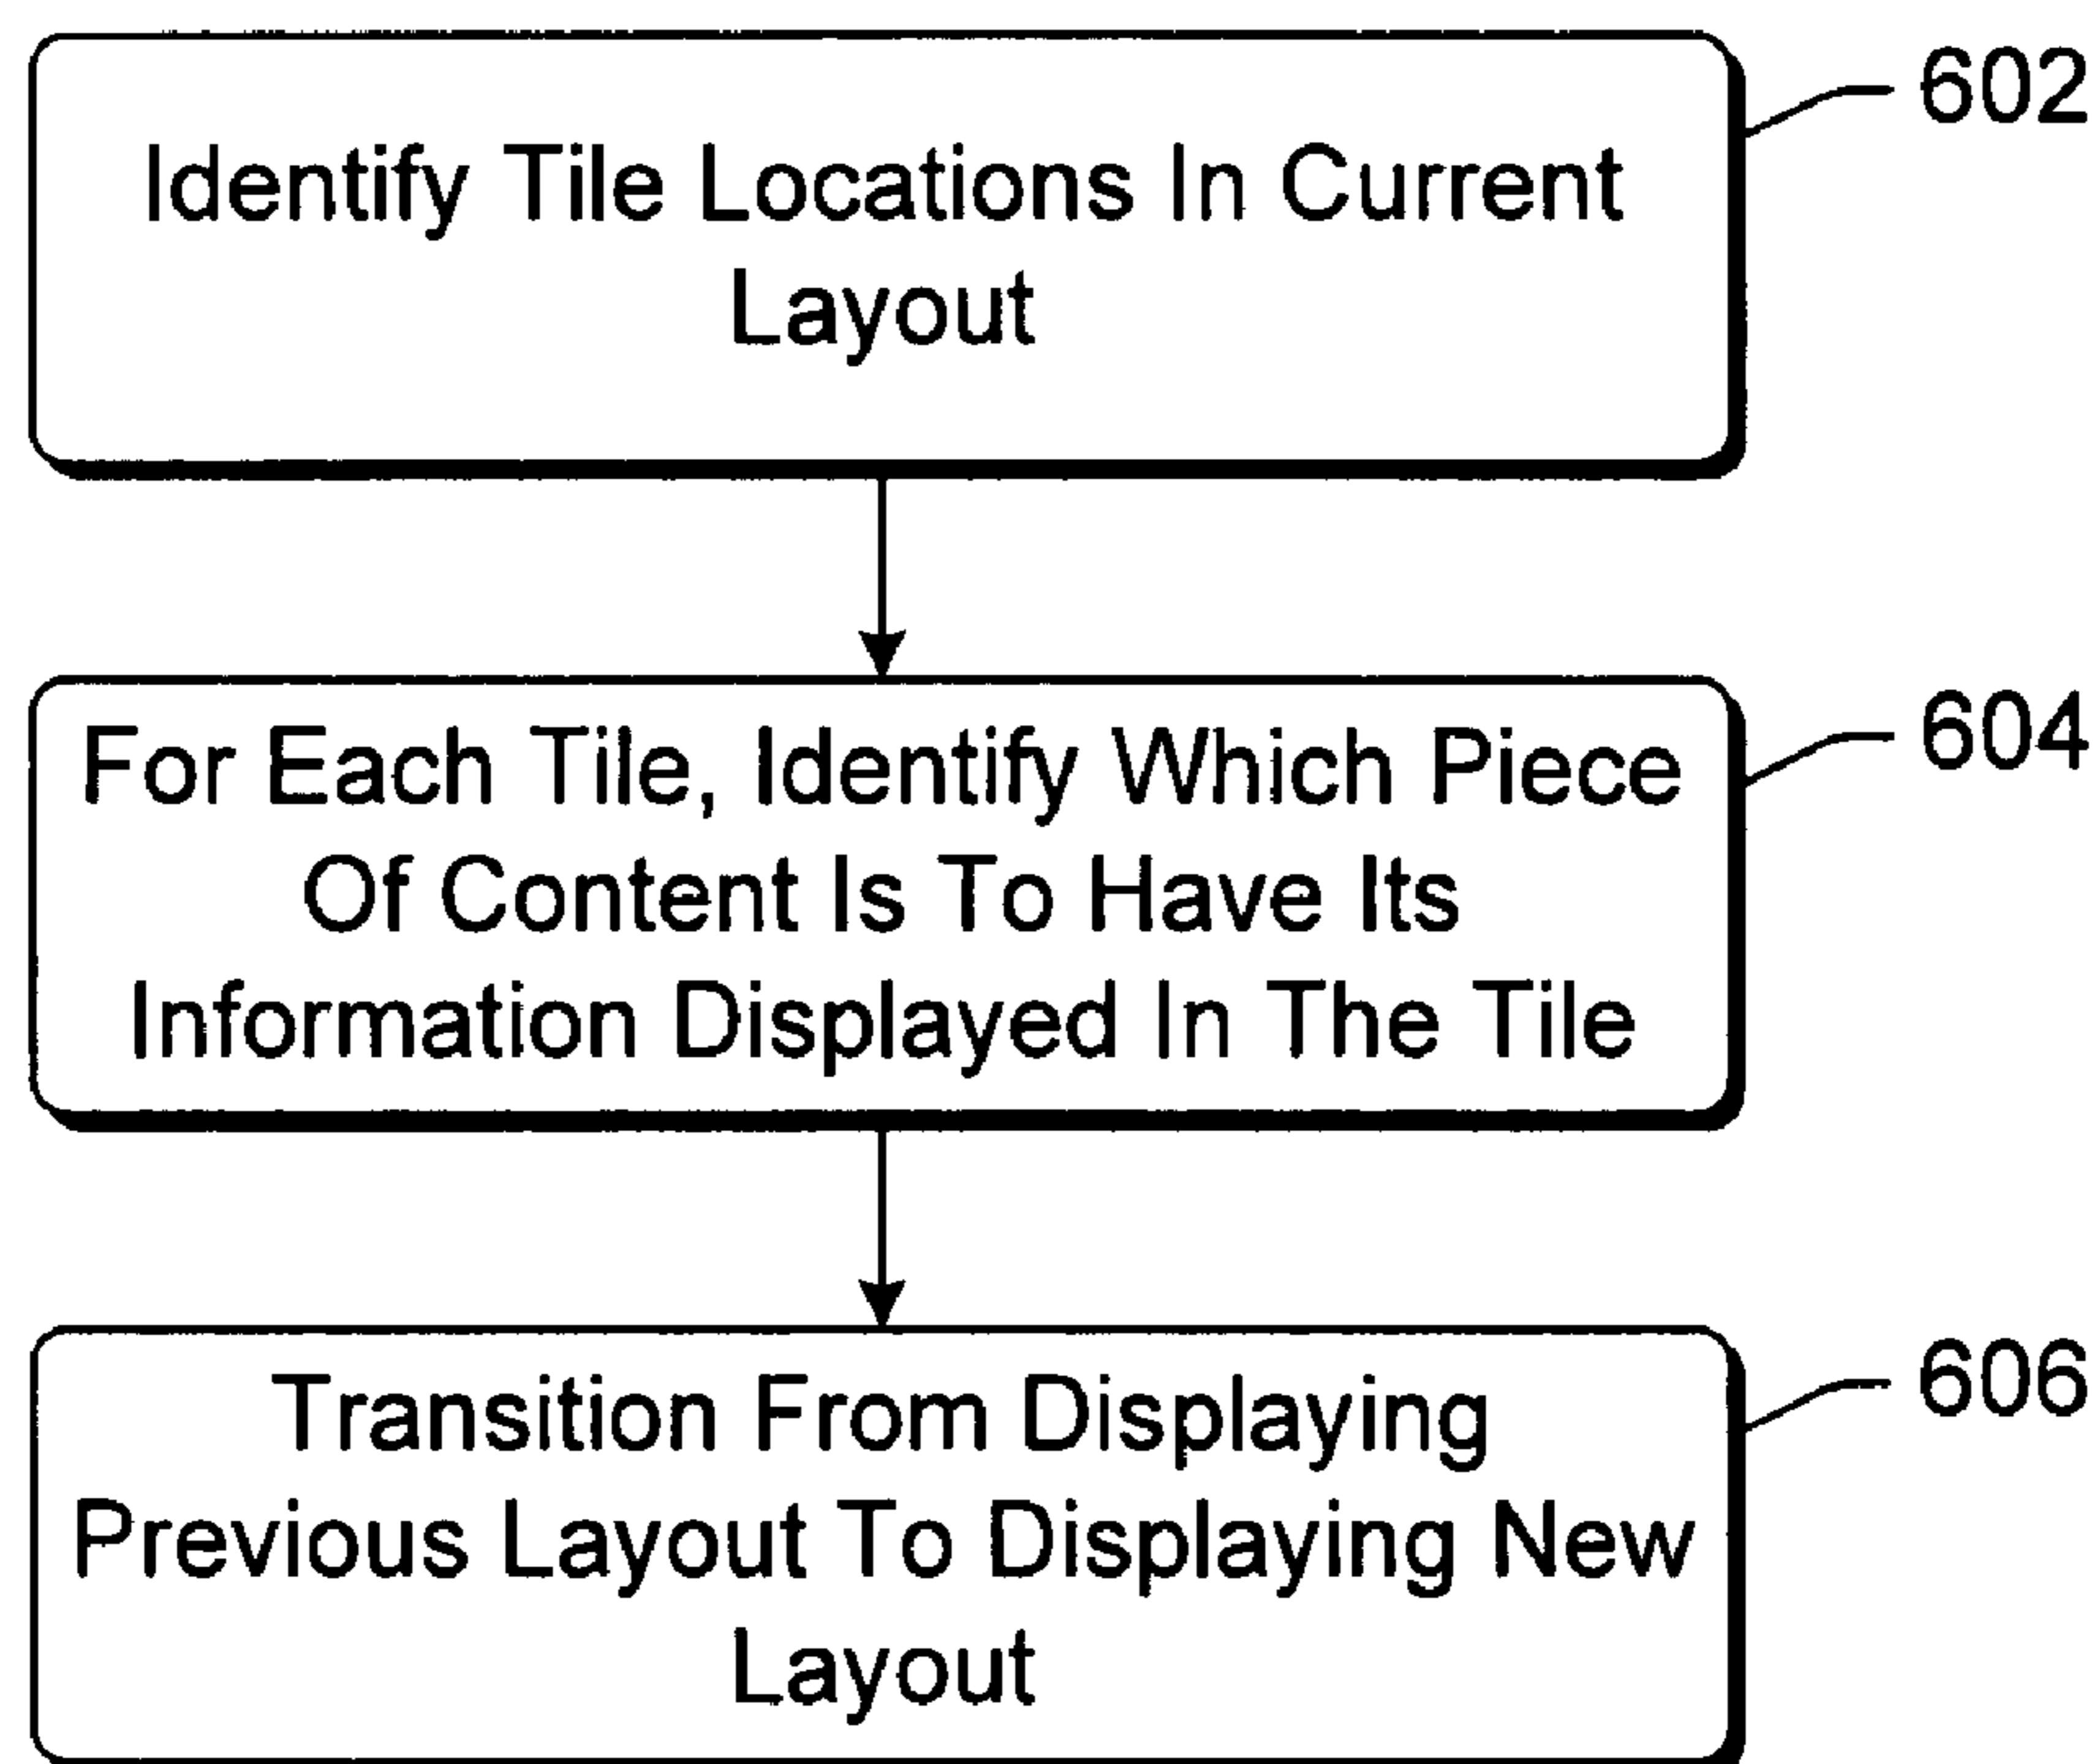 602
Identify Tile Locations In Current
Layout
604
For Each Tile, Identify Which Piece
Of Content Is To Have Its
Information Displayed In The Tile
606
Transition From Displaying
Previous Layout To Displaying New
Layout